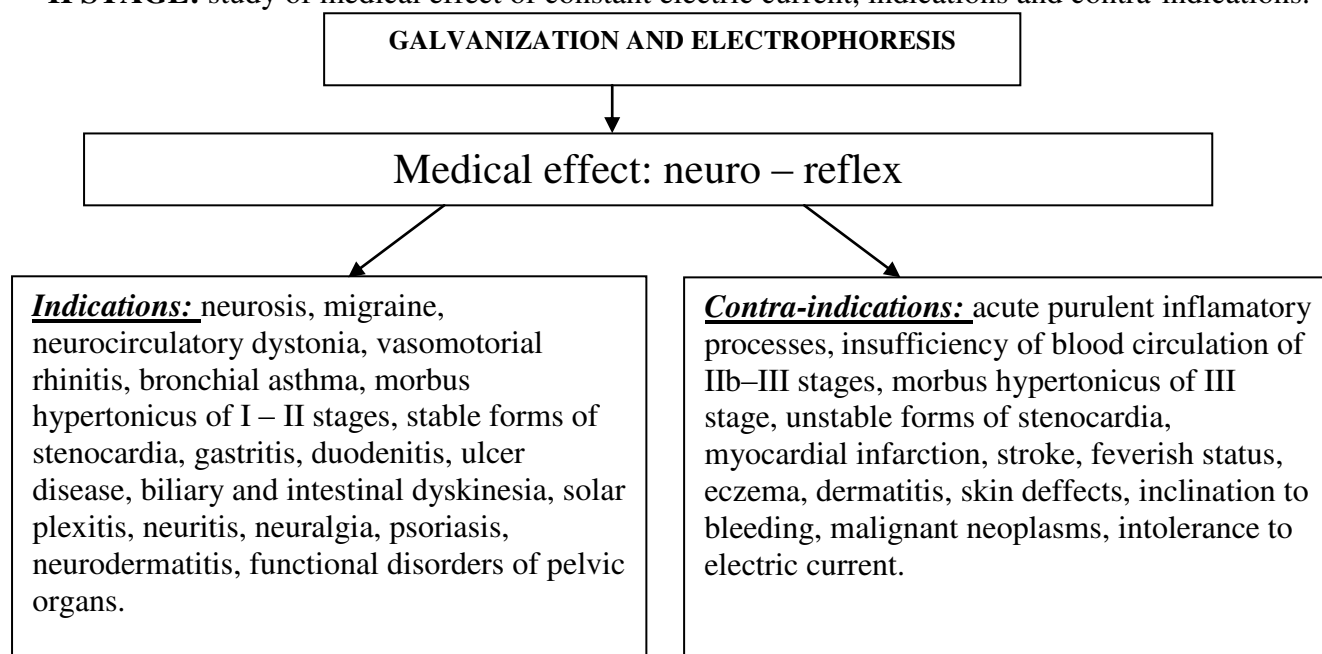 II STAGE: study of medical effect of constant electric current, indications and contra-indications.
GALVANIZATION AND ELECTROPHORESIS
Medical effect: neuro – reflex
Indications: neurosis, migraine,
neurocirculatory dystonia, vasomotorial
rhinitis, bronchial asthma, morbus
hypertonicus of I – II stages, stable forms of
stenocardia, gastritis, duodenitis, ulcer
disease, biliary and intestinal dyskinesia, solar
plexitis, neuritis, neuralgia, psoriasis,
neurodermatitis, functional disorders of pelvic
organs.
Contra-indications: acute purulent inflamatory
processes, insufficiency of blood circulation of
IIb–III stages, morbus hypertonicus of III
stage, unstable forms of stenocardia,
myocardial infarction, stroke, feverish status,
eczema, dermatitis, skin deffects, inclination to
bleeding, malignant neoplasms, intolerance to
electric current.